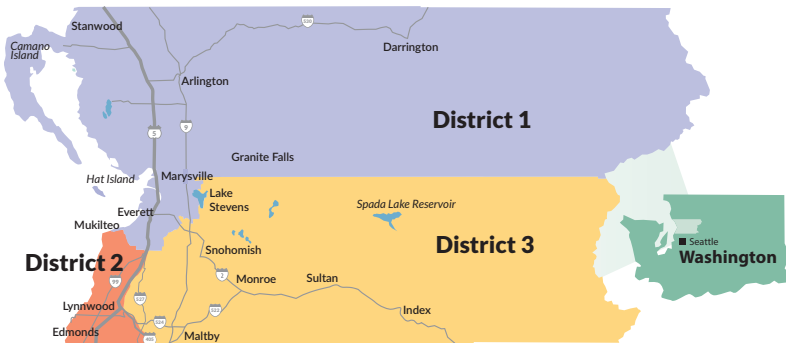 Stanwood
530
Camano
Island
Darrington
Arlington
District 1
5
9
Granite Falls
Hat Island
Marysville
Lake
Stevens
Spada Lake Reservoir
Everett
Mukilteo
District 3
Snohomish
Seattle
Washington
District 2
2
Monroe
Sultan
99
527
Lynnwood
522
Index
524
Edmonds
405
Maltby